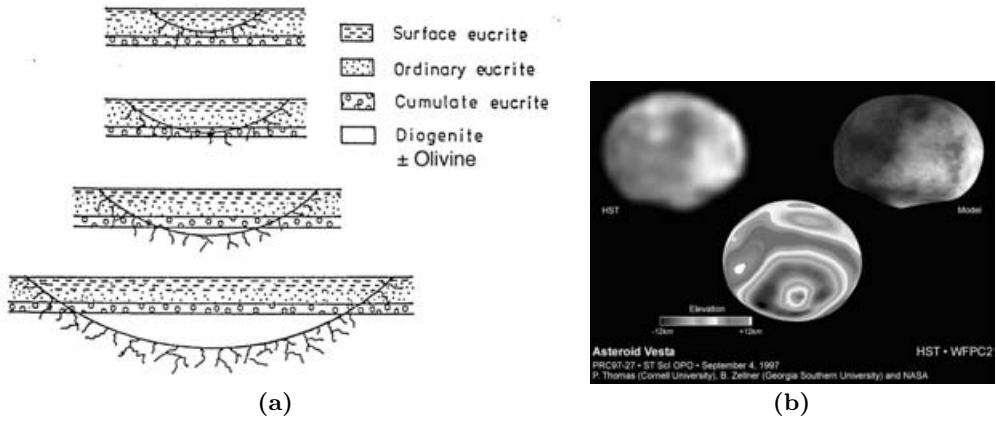 Surface eucrite
Ordinary eucrite
Cumulate eucrite
Diogenite
± Olivine
(a)
HST
Model
Elevation
-12km
+12km
Asteroid Vesta
PRC97-27 • ST ScI OPO • September 4, 1997
P. Thomas (Cornell University), B. Zellner (Georgia Southern University) and NASA
HST • WFPC2
(b)